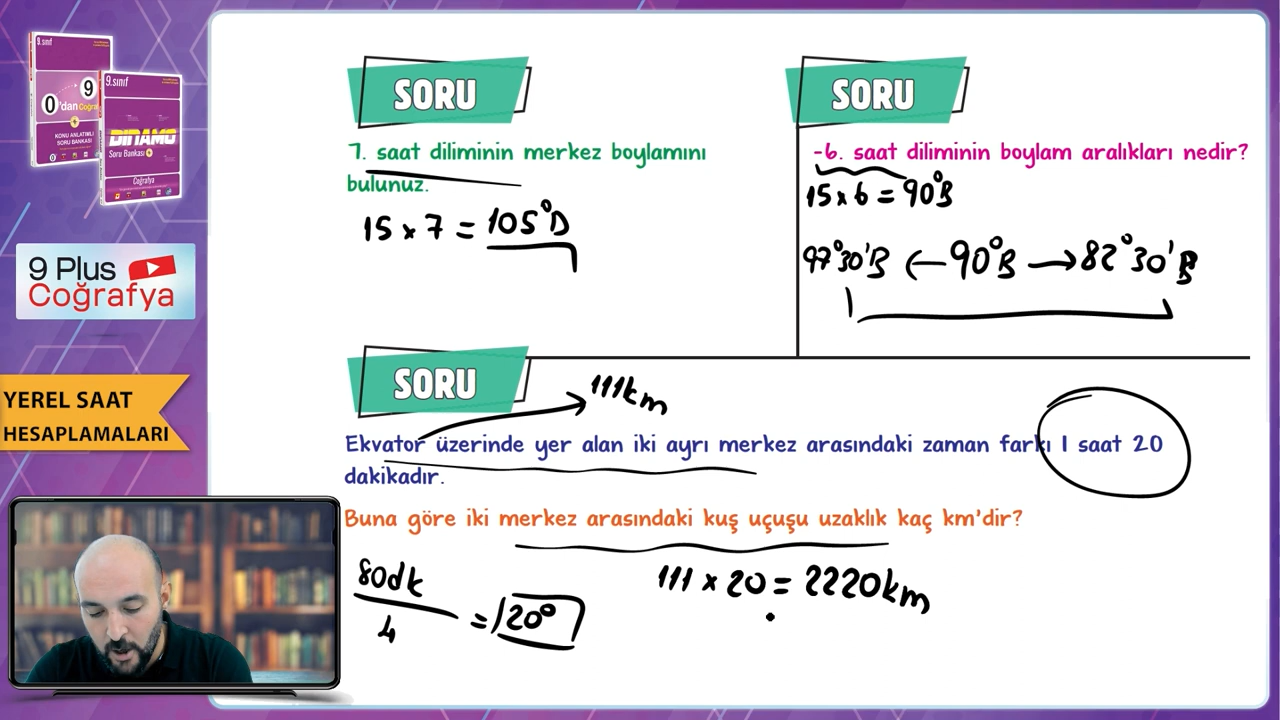 9.sınıf
0'dan 9
Coğrafya
KONU ANLATIMLI
SORU BANKASI
9.sınıf
DİNAMO
Soru Bankası
Coğrafya
9 Plus
Coğrafya
YEREL SAAT
HESAPLAMALARI
SORU
7. saat diliminin merkez boylamını
bulunuz.
15 x 7 = 105°D
SORU
-6. saat diliminin boylam aralıkları nedir?
15 x 6 = 90°B
97°30'B ← 90°B → 82°30'B
SORU
111km
Ekvator üzerinde yer alan iki ayrı merkez arasındaki zaman farkı 1 saat 20
dakikadır.
Buna göre iki merkez arasındaki kuş uçuşu uzaklık kaç km'dir?
80dk
4
= 20°
111 x 20 = 2220km